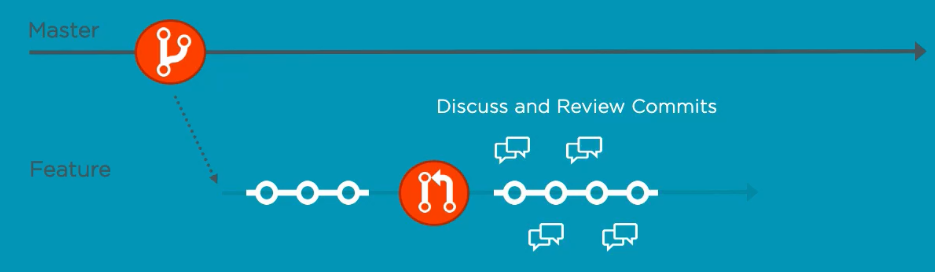 Master
Discuss and Review Commits
Feature